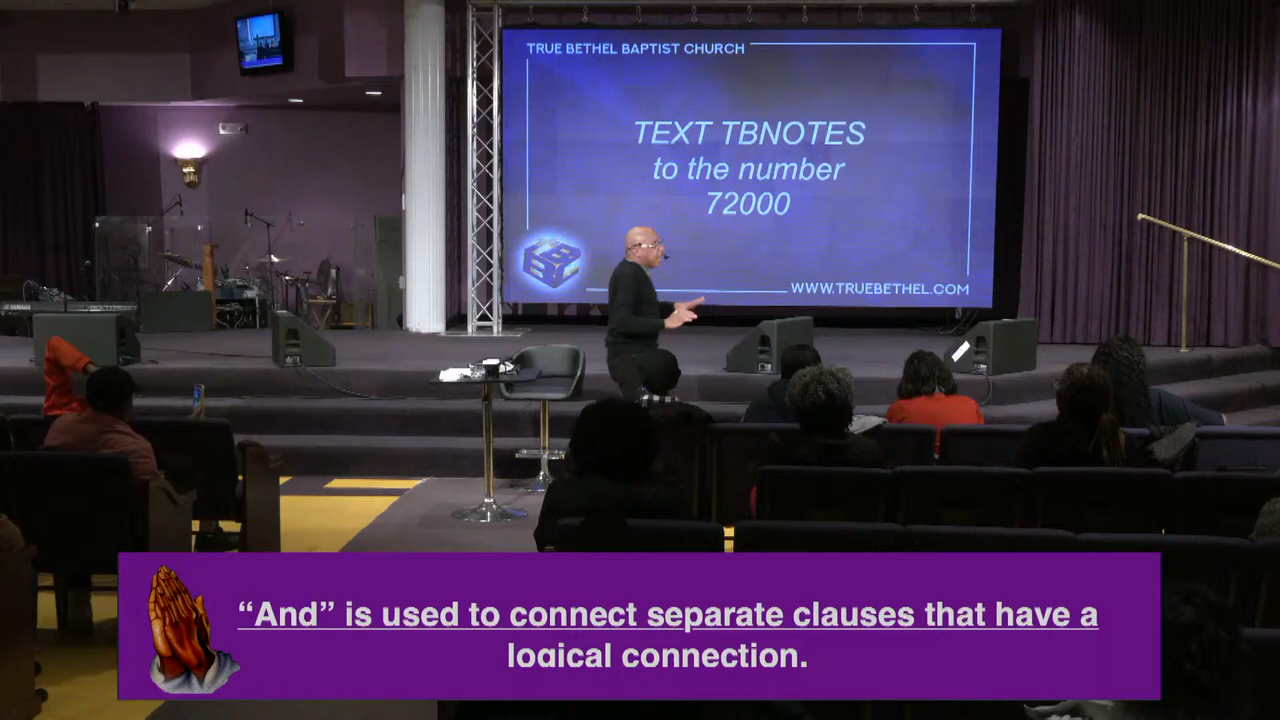 TRUE BETHEL BAPTIST CHURCH
TEXT TBNOTES
to the number
72000
WWW.TRUEBETHEL.COM
“And” is used to connect separate clauses that have a
logical connection.